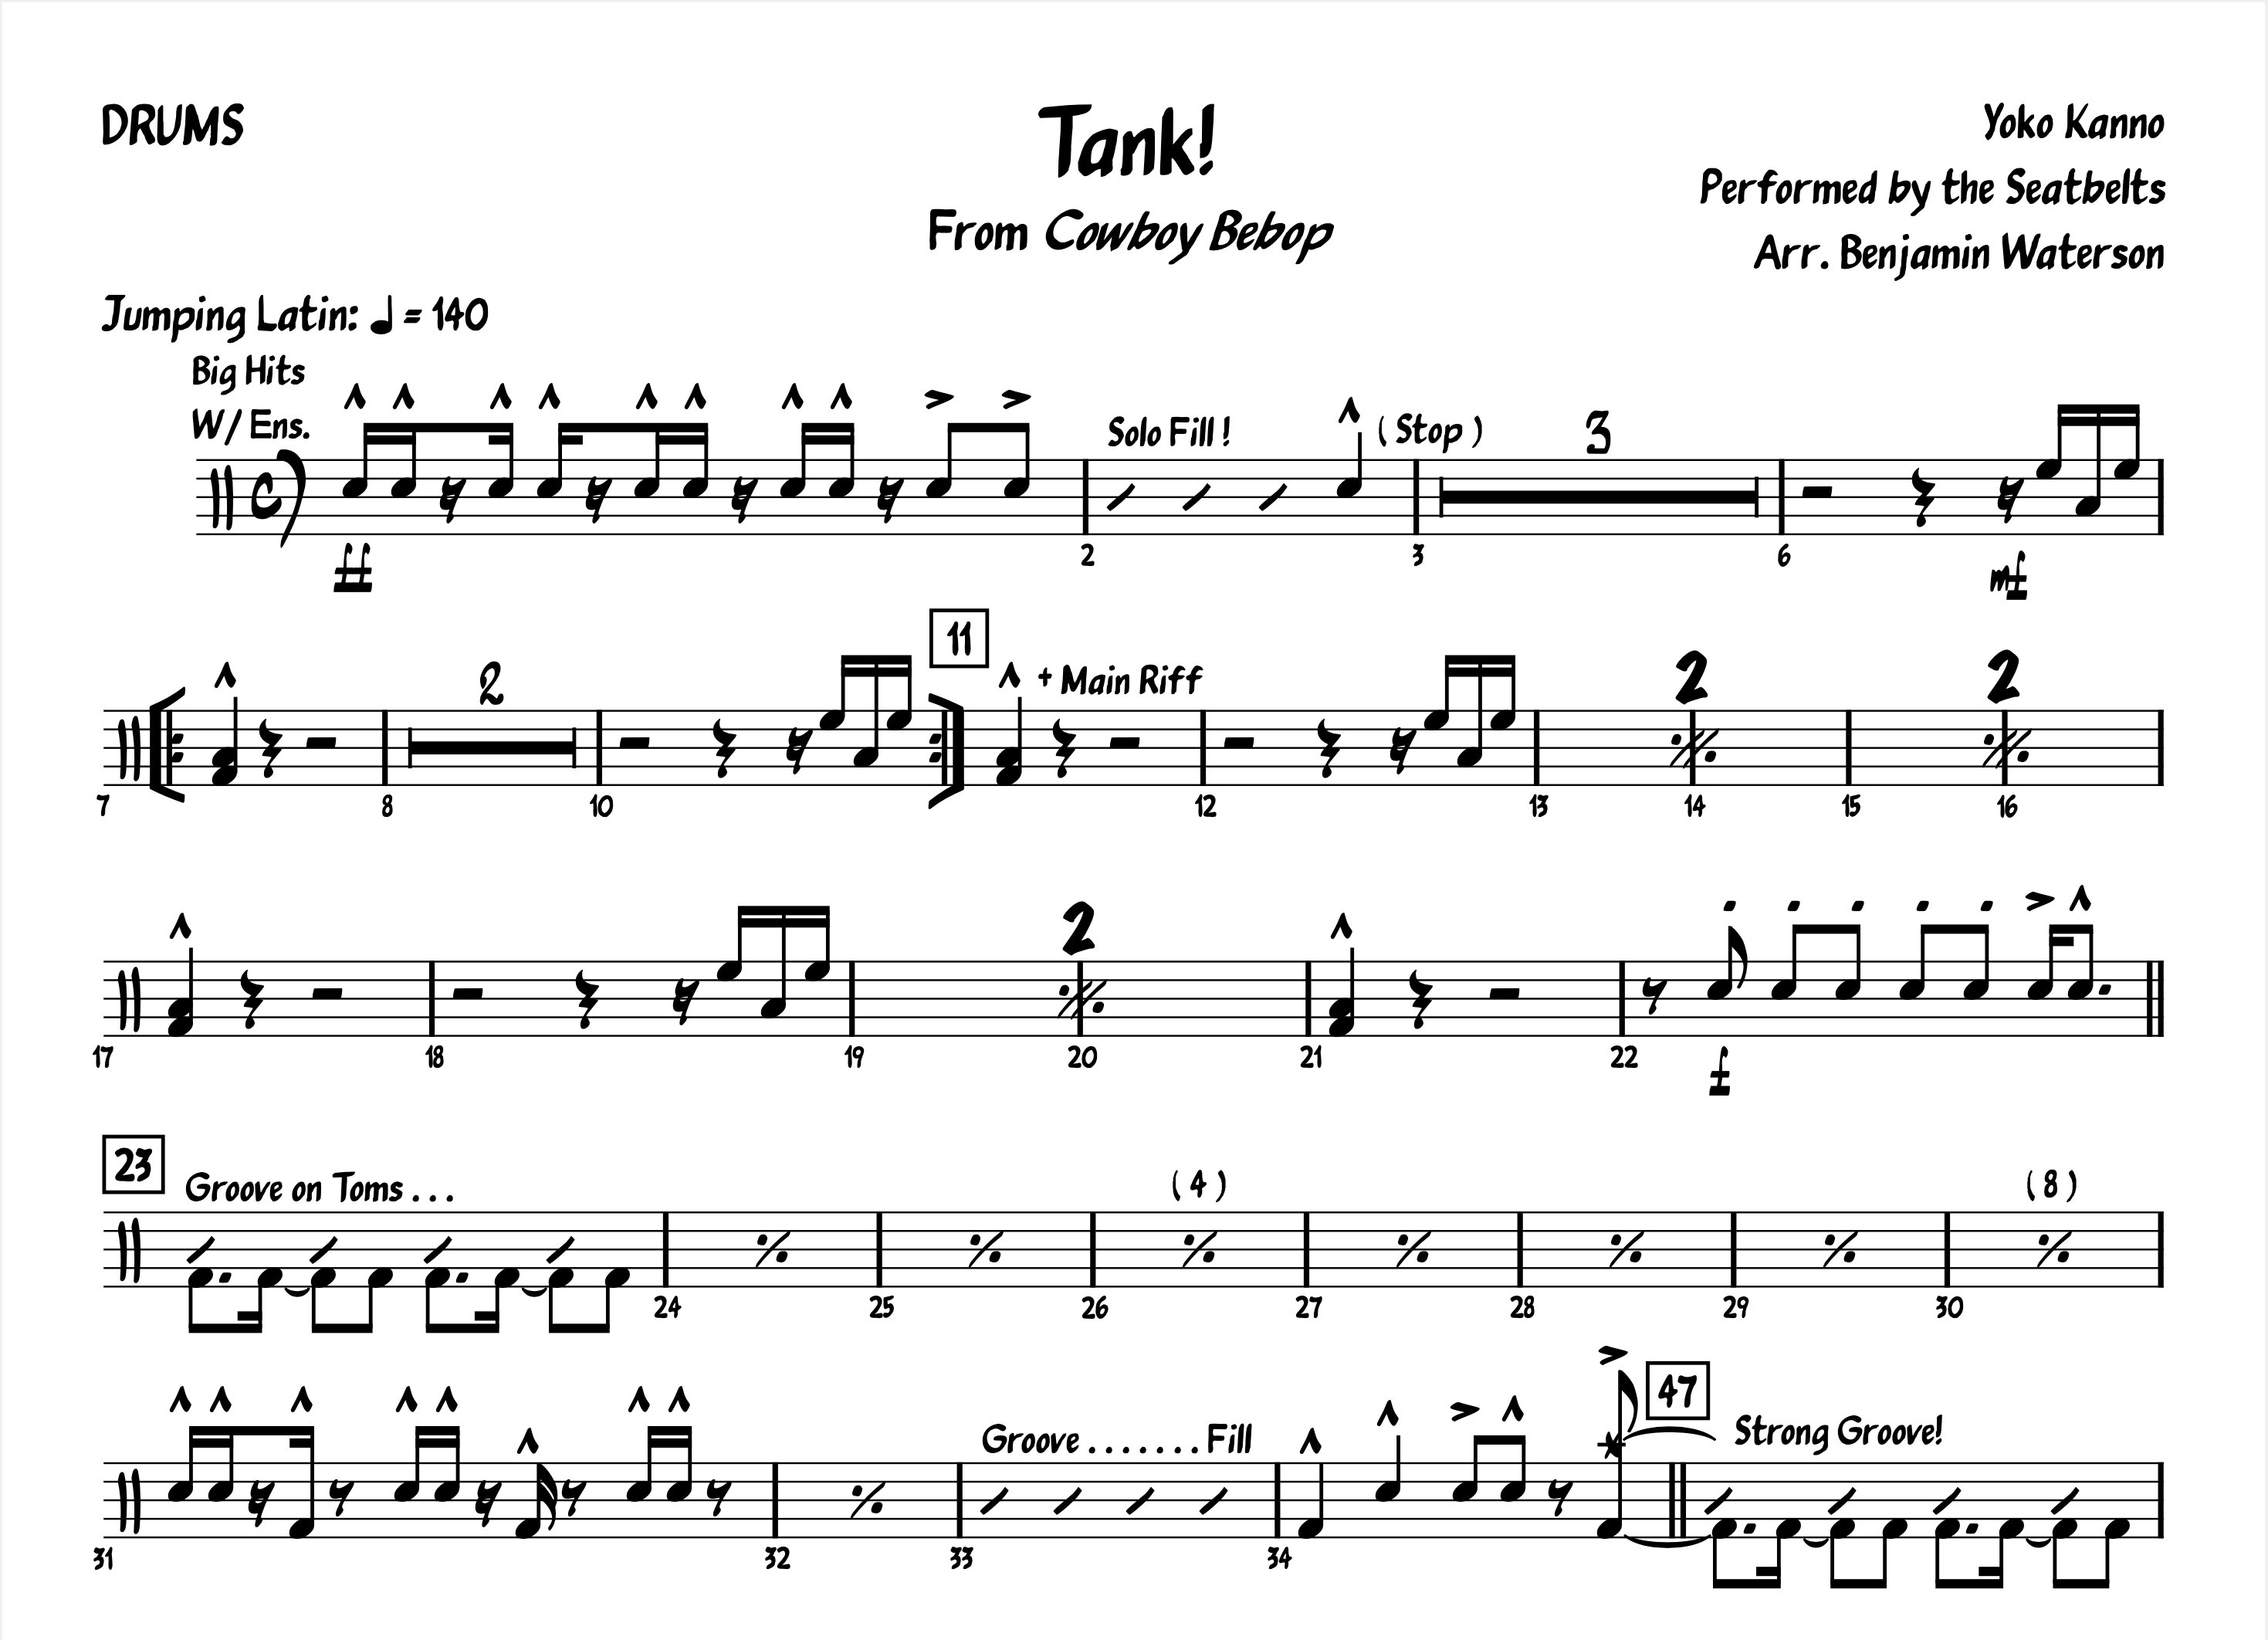 DRUMS
Tank!
From Cowboy Bebop
Yoko Kanno
Performed by the Seatbelts
Arr. Benjamin Waterson
Jumping Latin: ♩ = 140
Big Hits
W/ Ens.
Solo Fill !
( Stop )
3
ff
2 3 6
mf
11
2
+ Main Riff
2 2
7 8 10 12 13 14 15 16
2
17 18 19 20 21 22
f
23
Groove on Toms . . .
( 4 ) ( 8 )
24 25 26 27 28 29 30
47
Groove . . . . . . . Fill
Strong Groove!
31 32 33 34